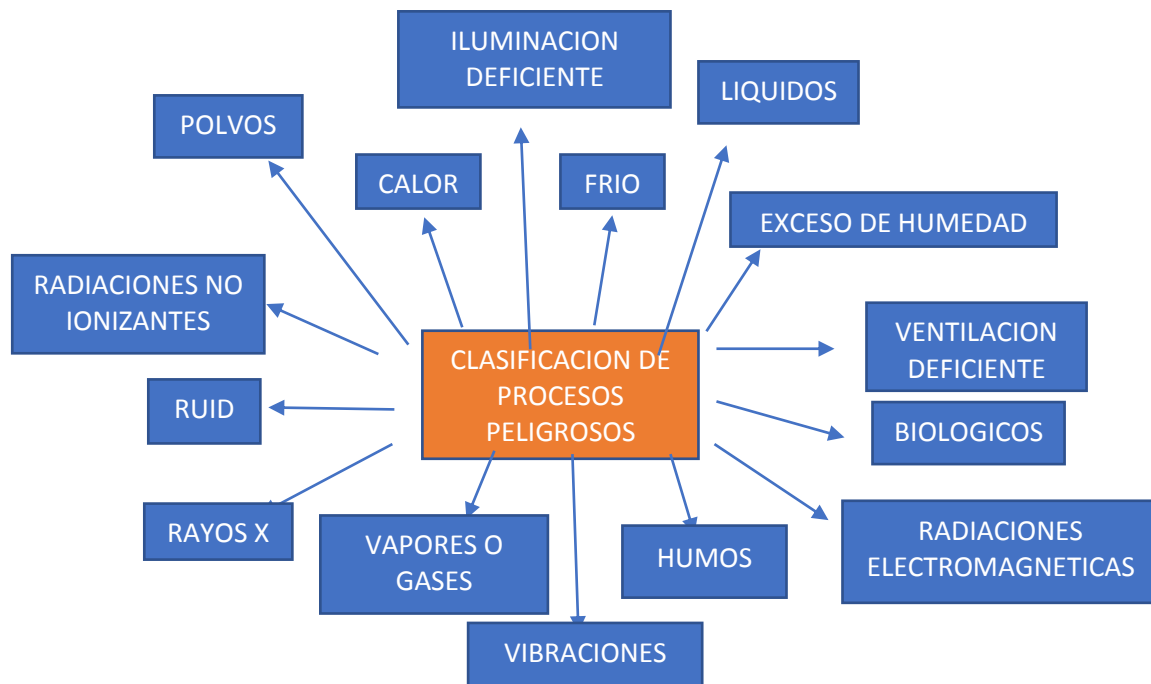 ILUMINACION
DEFICIENTE
LIQUIDOS
POLVOS
CALOR
FRIO
EXCESO DE HUMEDAD
RADIACIONES NO
IONIZANTES
VENTILACION
DEFICIENTE
CLASIFICACION DE
PROCESOS
PELIGROSOS
RUID
BIOLOGICOS
RAYOS X
VAPORES O
GASES
HUMOS
RADIACIONES
ELECTROMAGNETICAS
VIBRACIONES